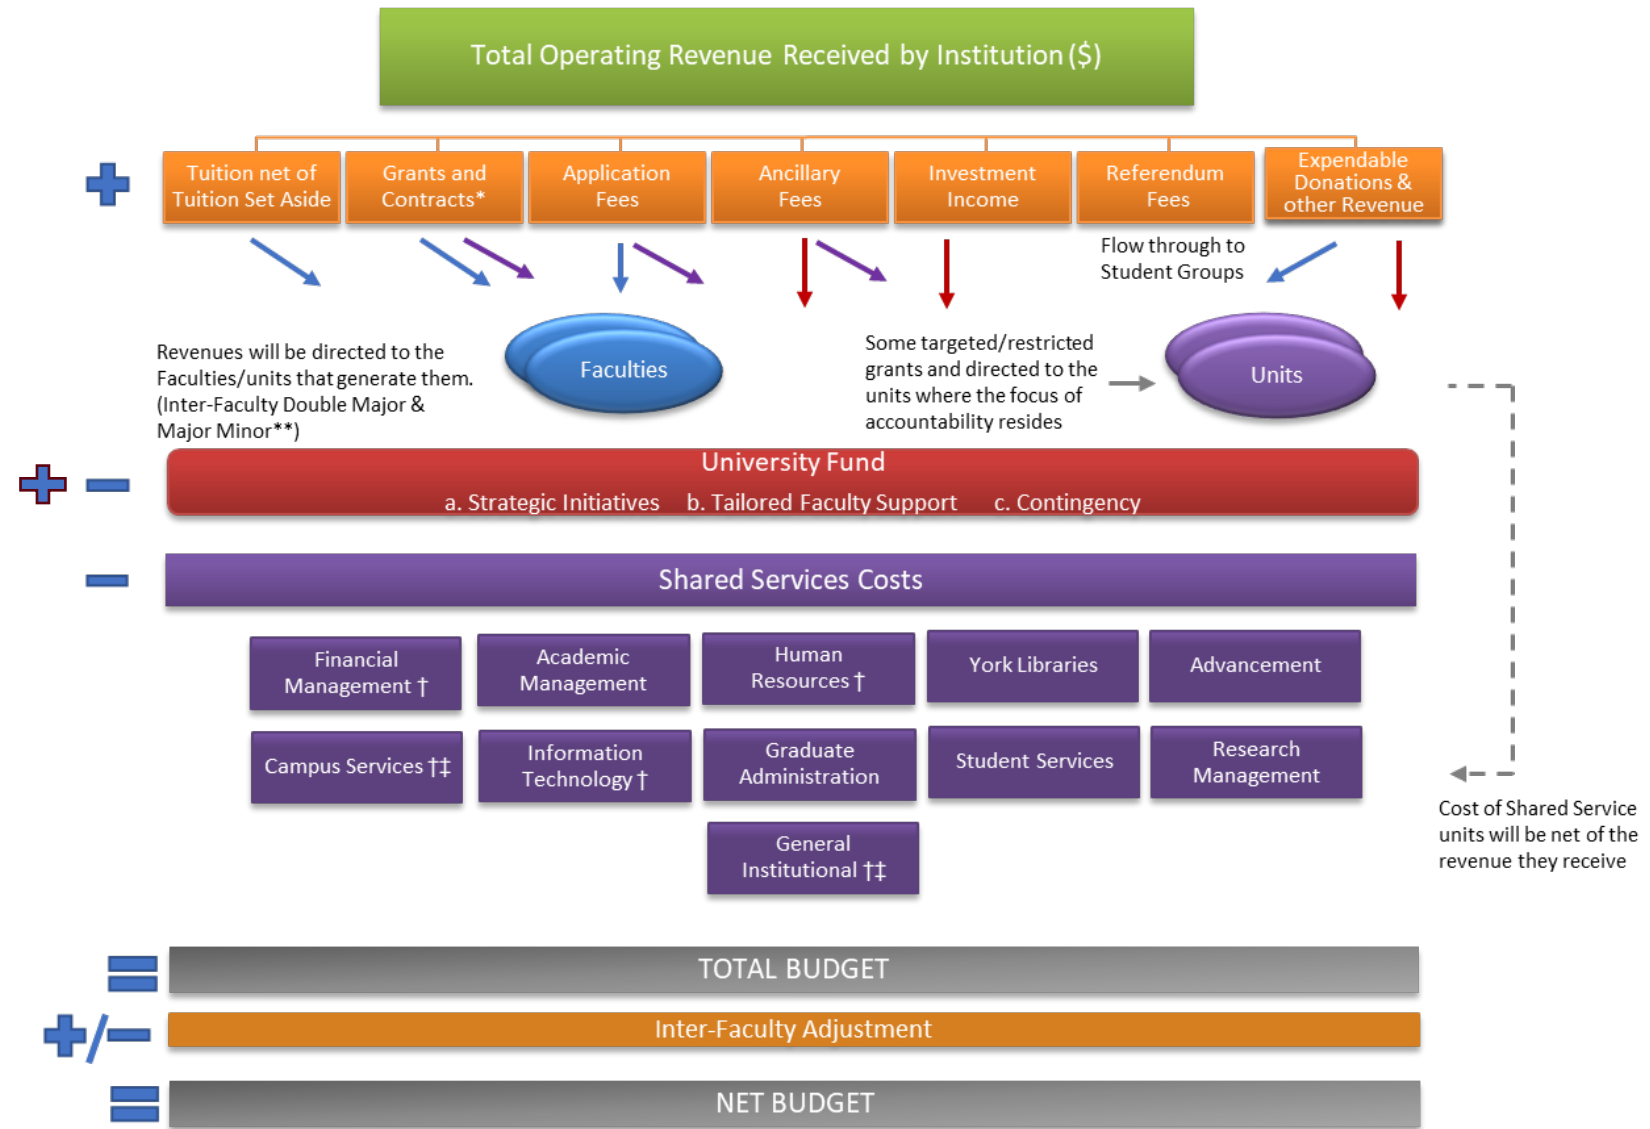 Total Operating Revenue Received by Institution ($)
Tuition net of
Tuition Set Aside
Grants and
Contracts*
Application
Fees
Ancillary
Fees
Investment
Income
Referendum
Fees
Expendable
Donations &
other Revenue
Flow through to
Student Groups
Revenues will be directed to the
Faculties/units that generate them.
(Inter-Faculty Double Major &
Major Minor**)
Faculties
Some targeted/restricted
grants and directed to the
units where the focus of
accountability resides
Units
University Fund
a. Strategic Initiatives b. Tailored Faculty Support c. Contingency
Shared Services Costs
Financial
Management †
Academic
Management
Human
Resources †
York Libraries
Advancement
Campus Services †‡
Information
Technology †
Graduate
Administration
Student Services
Research
Management
General
Institutional †‡
Cost of Shared Service
units will be net of the
revenue they receive
TOTAL BUDGET
Inter-Faculty Adjustment
NET BUDGET